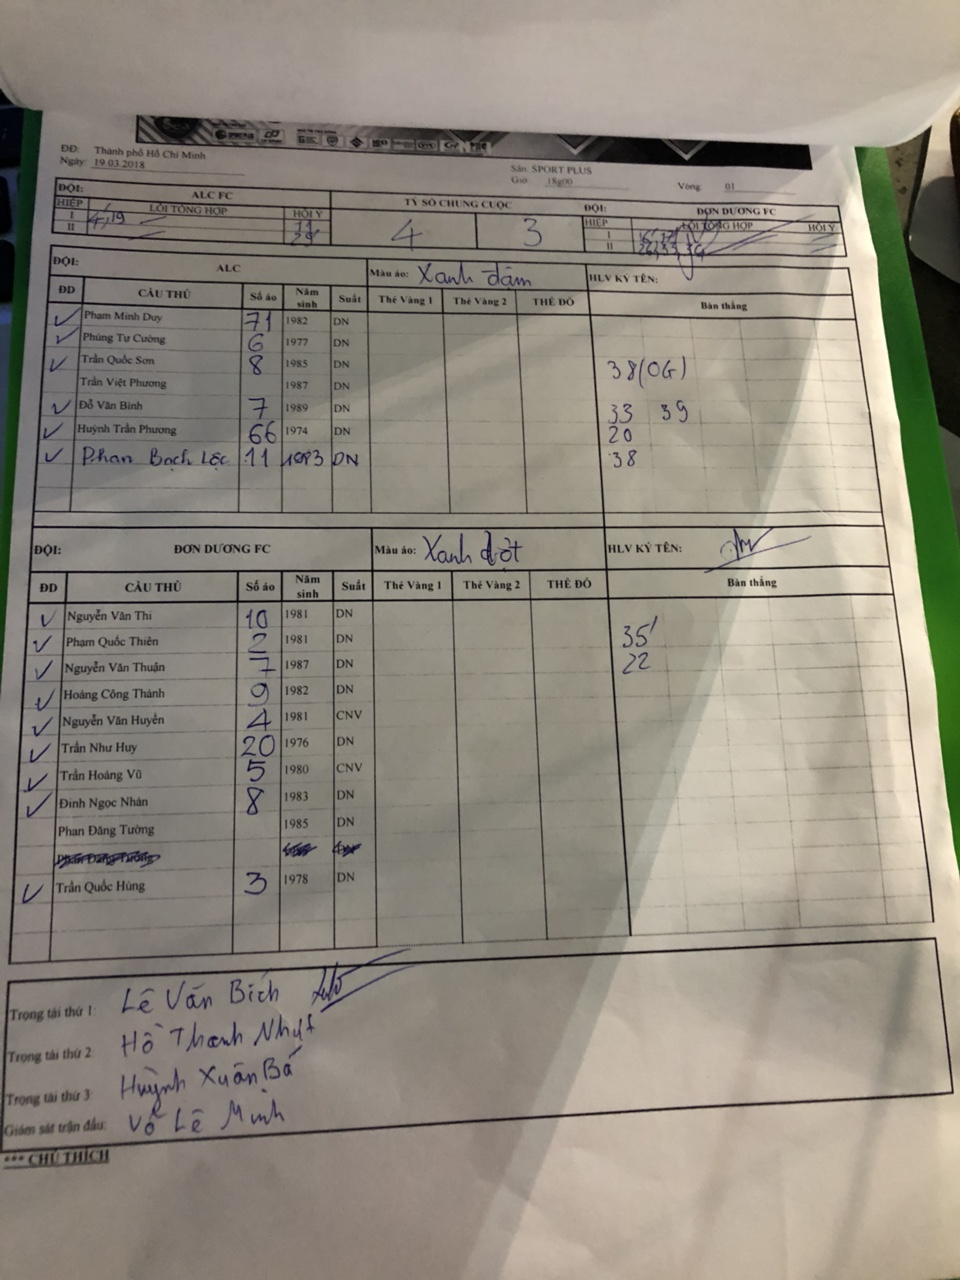 ĐĐ: Thành phố Hồ Chí Minh
Ngày: 19.03.2018
Sân: SPORT PLUS
Giờ 18g00 Vòng: 01
ĐỘI: ALC FC TỶ SỐ CHUNG CUỘC ĐỘI: ĐƠN DƯƠNG FC
HIỆP LỖI TỔNG HỢP HỘI Ý 4 3 HIỆP LỖI TỔNG HỢP HỘI Ý
I 4, 19 I
II II
ĐỘI: ALC Màu áo: Xanh đậm HLV KÝ TÊN:
ĐD CẦU THỦ Số áo Năm sinh Suất Thẻ Vàng 1 Thẻ Vàng 2 THẺ ĐỎ Bàn thắng
Phạm Minh Duy 71 1982 DN
Phùng Tự Cường 6 1977 DN
Trần Quốc Sơn 8 1985 DN 38(OG)
Trần Việt Phương 1987 DN
Đỗ Văn Bình 7 1989 DN 33 39
Huỳnh Trần Phương 66 1974 DN 20
Phan Bạch Lộc 11 DN 38
ĐỘI: ĐƠN DƯƠNG FC Màu áo: Xanh đọt HLV KÝ TÊN:
ĐD CẦU THỦ Số áo Năm sinh Suất Thẻ Vàng 1 Thẻ Vàng 2 THẺ ĐỎ Bàn thắng
Nguyễn Văn Thi 10 1981 DN
Phạm Quốc Thiên 2 1981 DN 35'
Nguyễn Văn Thuận 7 1987 DN 22
Hoàng Công Thành 9 1982 DN
Nguyễn Văn Huyền 4 1981 CNV
Trần Như Huy 20 1976 DN
Trần Hoàng Vũ 5 1980 CNV
Đinh Ngọc Nhân 8 1983 DN
Phan Đăng Tường 1985 DN
Trần Quốc Hùng 3 1978 DN
Trọng tài thứ 1: Lê Văn Bích
Trọng tài thứ 2: Hồ Thanh Nhựt
Trọng tài thứ 3: Huỳnh Xuân Bá
Giám sát trận đấu: Võ Lê Minh
*** CHÚ THÍCH